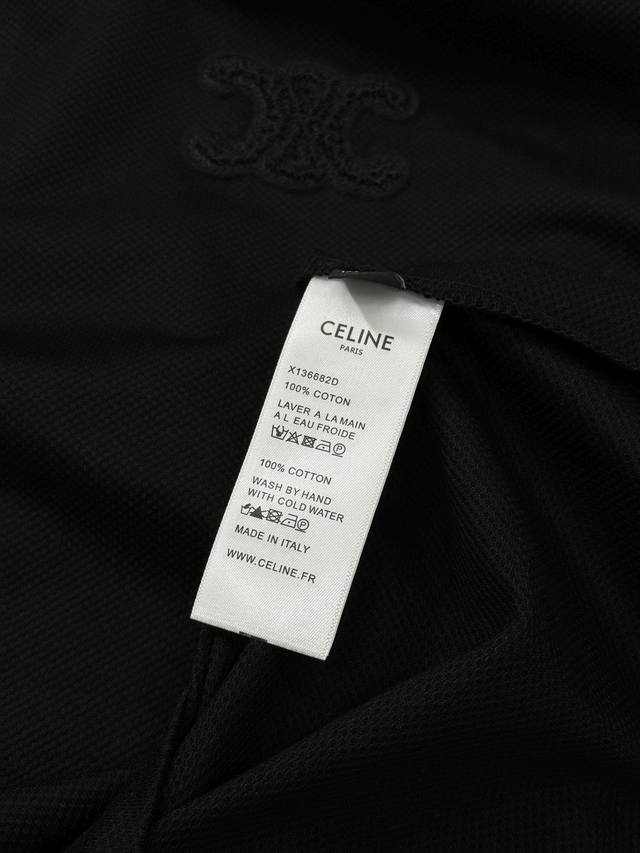 CELINE
PARIS
X136682D
100% COTON
LAVER A LA MAIN
A L EAU FROIDE
100% COTTON
WASH BY HAND
WITH COLD WATER
MADE IN ITALY
WWW.CELINE.FR